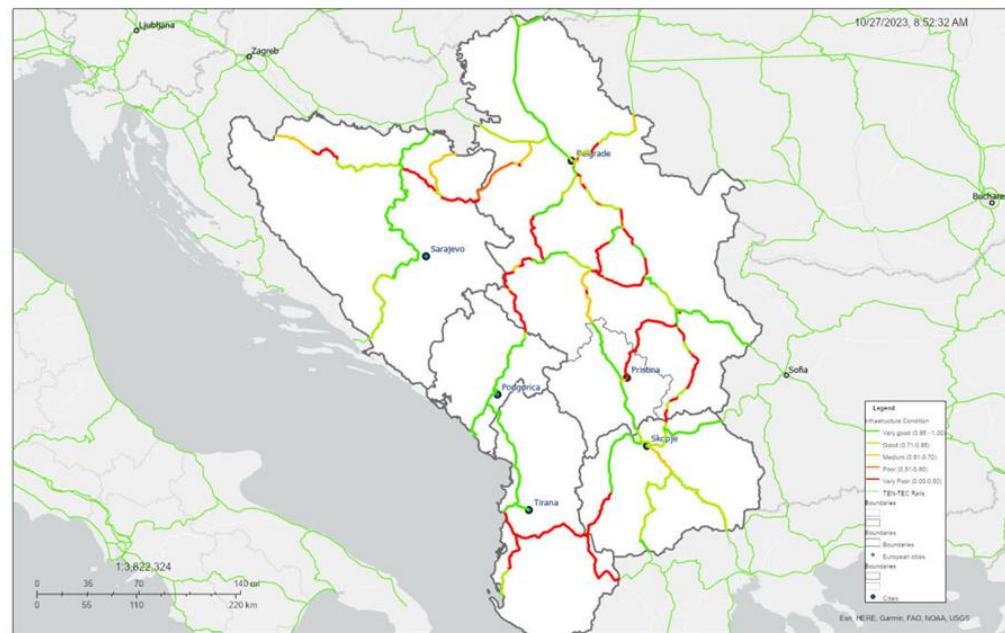 10/27/2023, 8:52:32 AM
Ljubljana
Zagreb
Belgrade
Buchare
Sarajevo
Sofia
Pristina
Podgorica
Skopje
Tirana
1:3,622,324
0 35 70 140 mi
0 55 110 220 km
Legend
Infrastructure Condition
Very good (0.86 - 1.00)
Good (0.71-0.85)
Medium (0.61-0.70)
Poor (0.51-0.60)
Very Poor (0.00-0.50)
TEN-TEC Rails
Boundaries
Boundaries
Boundaries
European cities
Boundaries
Cities
Esri, HERE, Garmin, FAO, NOAA, USGS